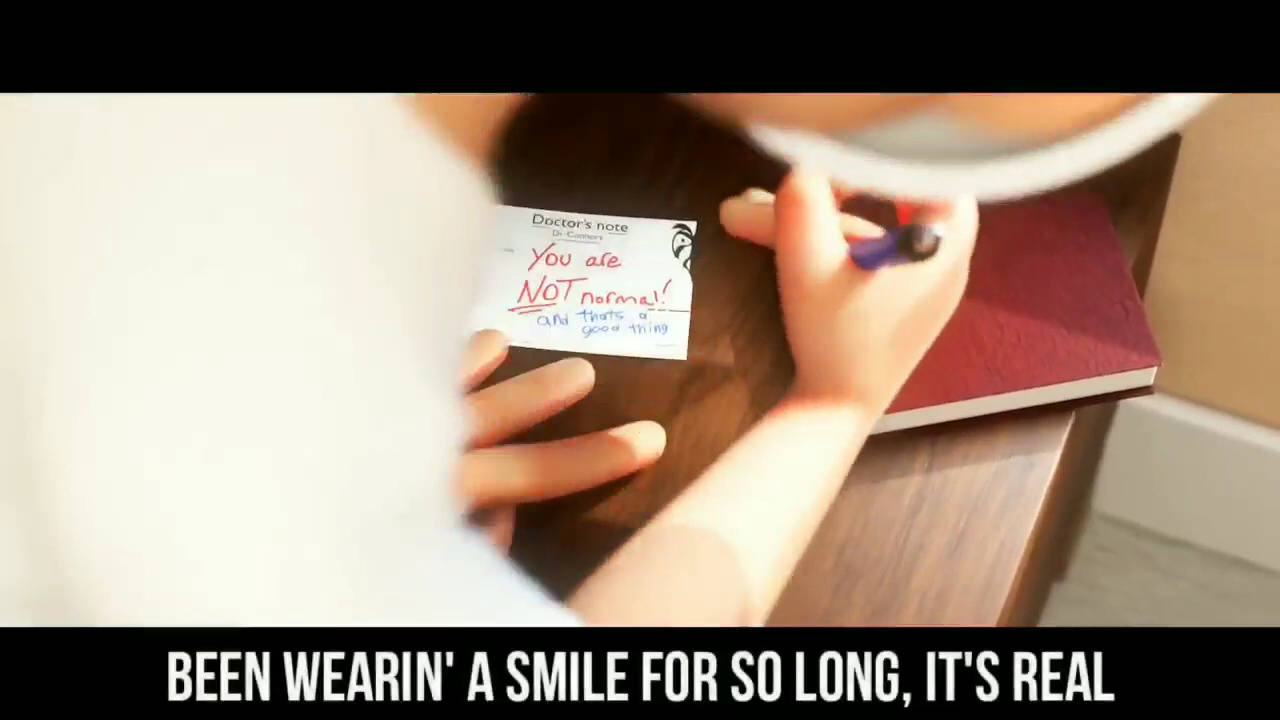 Doctor's note
Dr Connors
You are
NOT normal!
and thats a
good thing
BEEN WEARIN' A SMILE FOR SO LONG, IT'S REAL